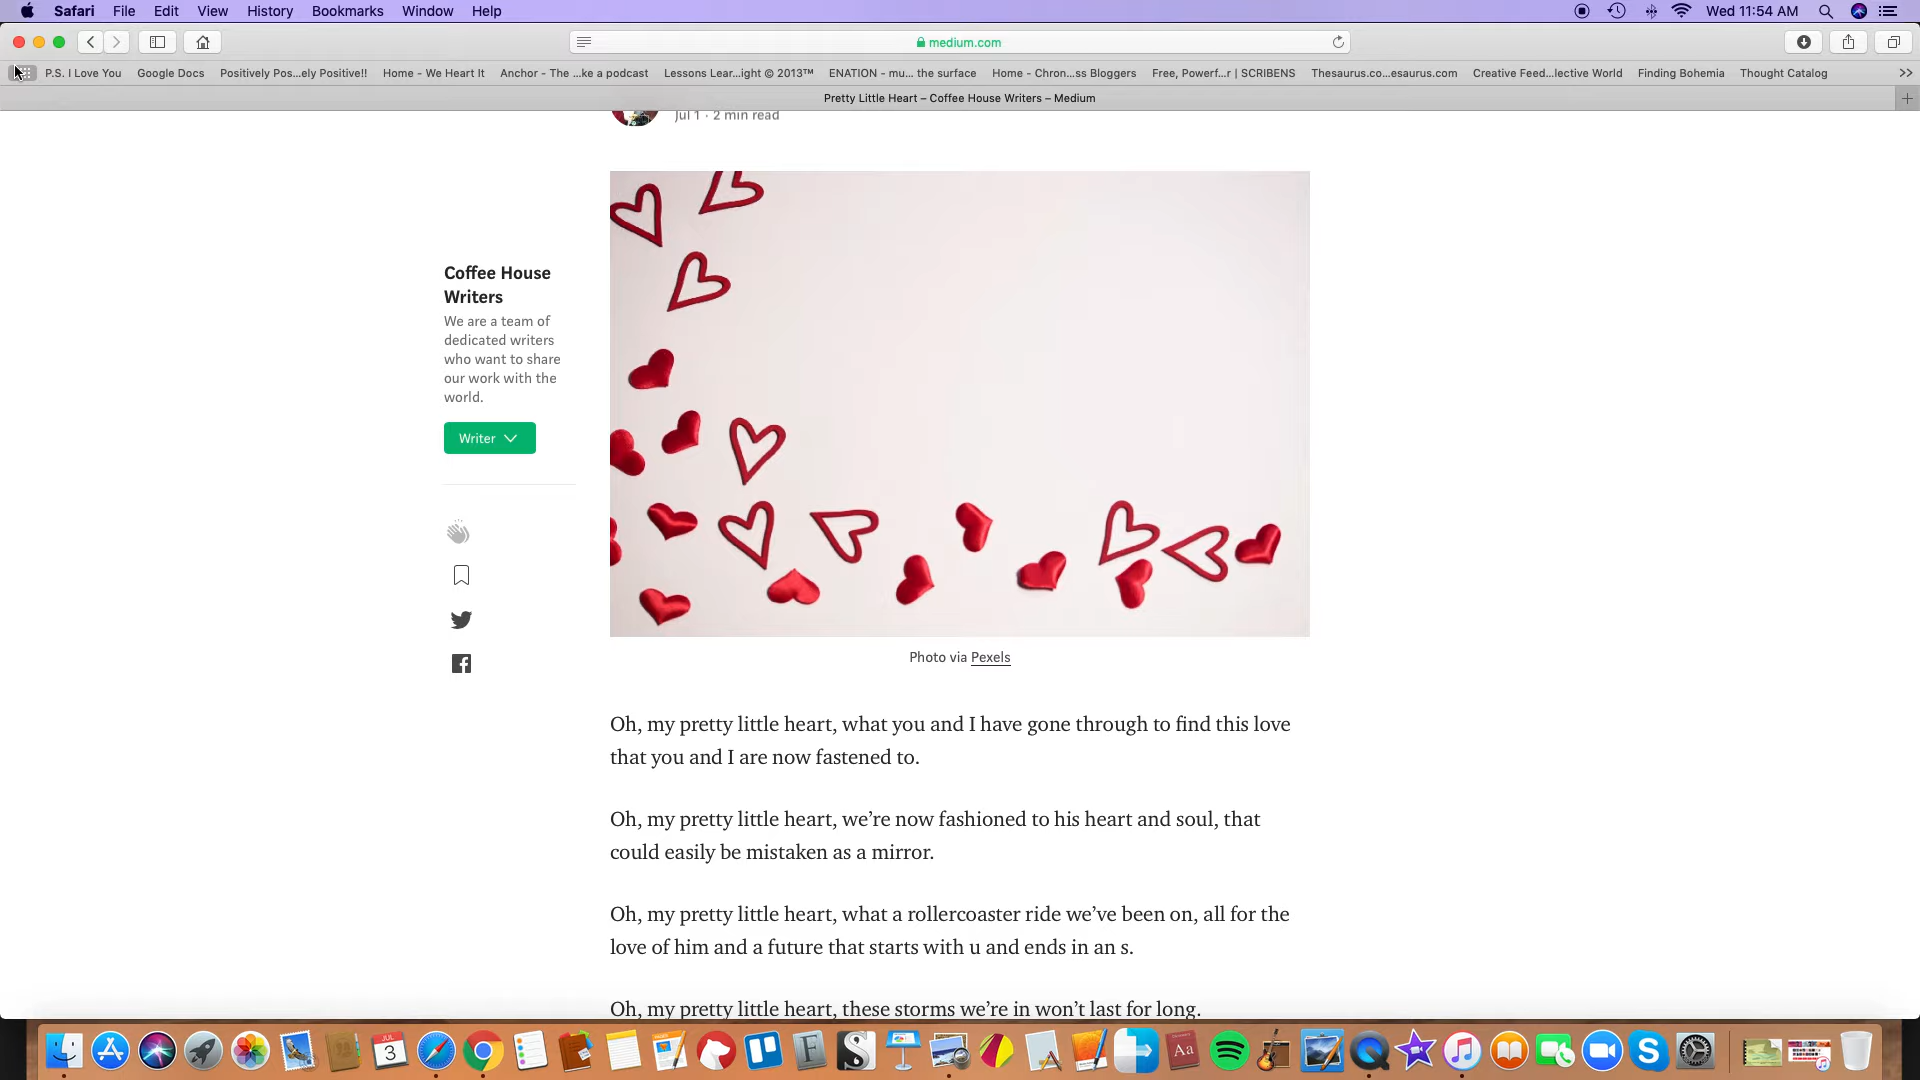 Safari File Edit View History Bookmarks Window Help Wed 11:54 AM
medium.com
P.S. I Love You Google Docs Positively Pos...ely Positive!! Home - We Heart It Anchor - The ...ke a podcast Lessons Lear...ight © 2013™ ENATION - mu... the surface Home - Chron...ss Bloggers Free, Powerf...r | SCRIBENS Thesaurus.co...esaurus.com Creative Feed...lective World Finding Bohemia Thought Catalog
Pretty Little Heart – Coffee House Writers – Medium
Jul 1 · 2 min read
Coffee House
Writers
We are a team of
dedicated writers
who want to share
our work with the
world.
Writer
Photo via Pexels
Oh, my pretty little heart, what you and I have gone through to find this love
that you and I are now fastened to.
Oh, my pretty little heart, we’re now fashioned to his heart and soul, that
could easily be mistaken as a mirror.
Oh, my pretty little heart, what a rollercoaster ride we’ve been on, all for the
love of him and a future that starts with u and ends in an s.
Oh, my pretty little heart, these storms we’re in won’t last for long.
JUL
3
Aa